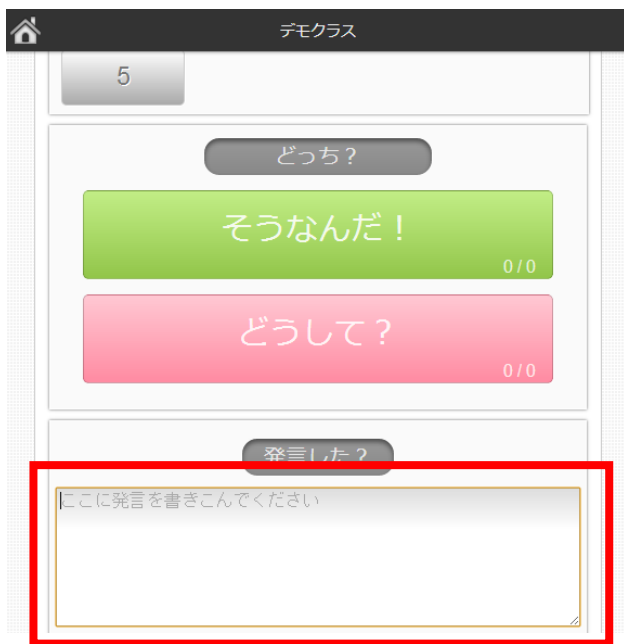 デモクラス
5
どっち？
そうなんだ！
0/0
どうして？
0/0
発言した？
ここに発言を書きこんでください